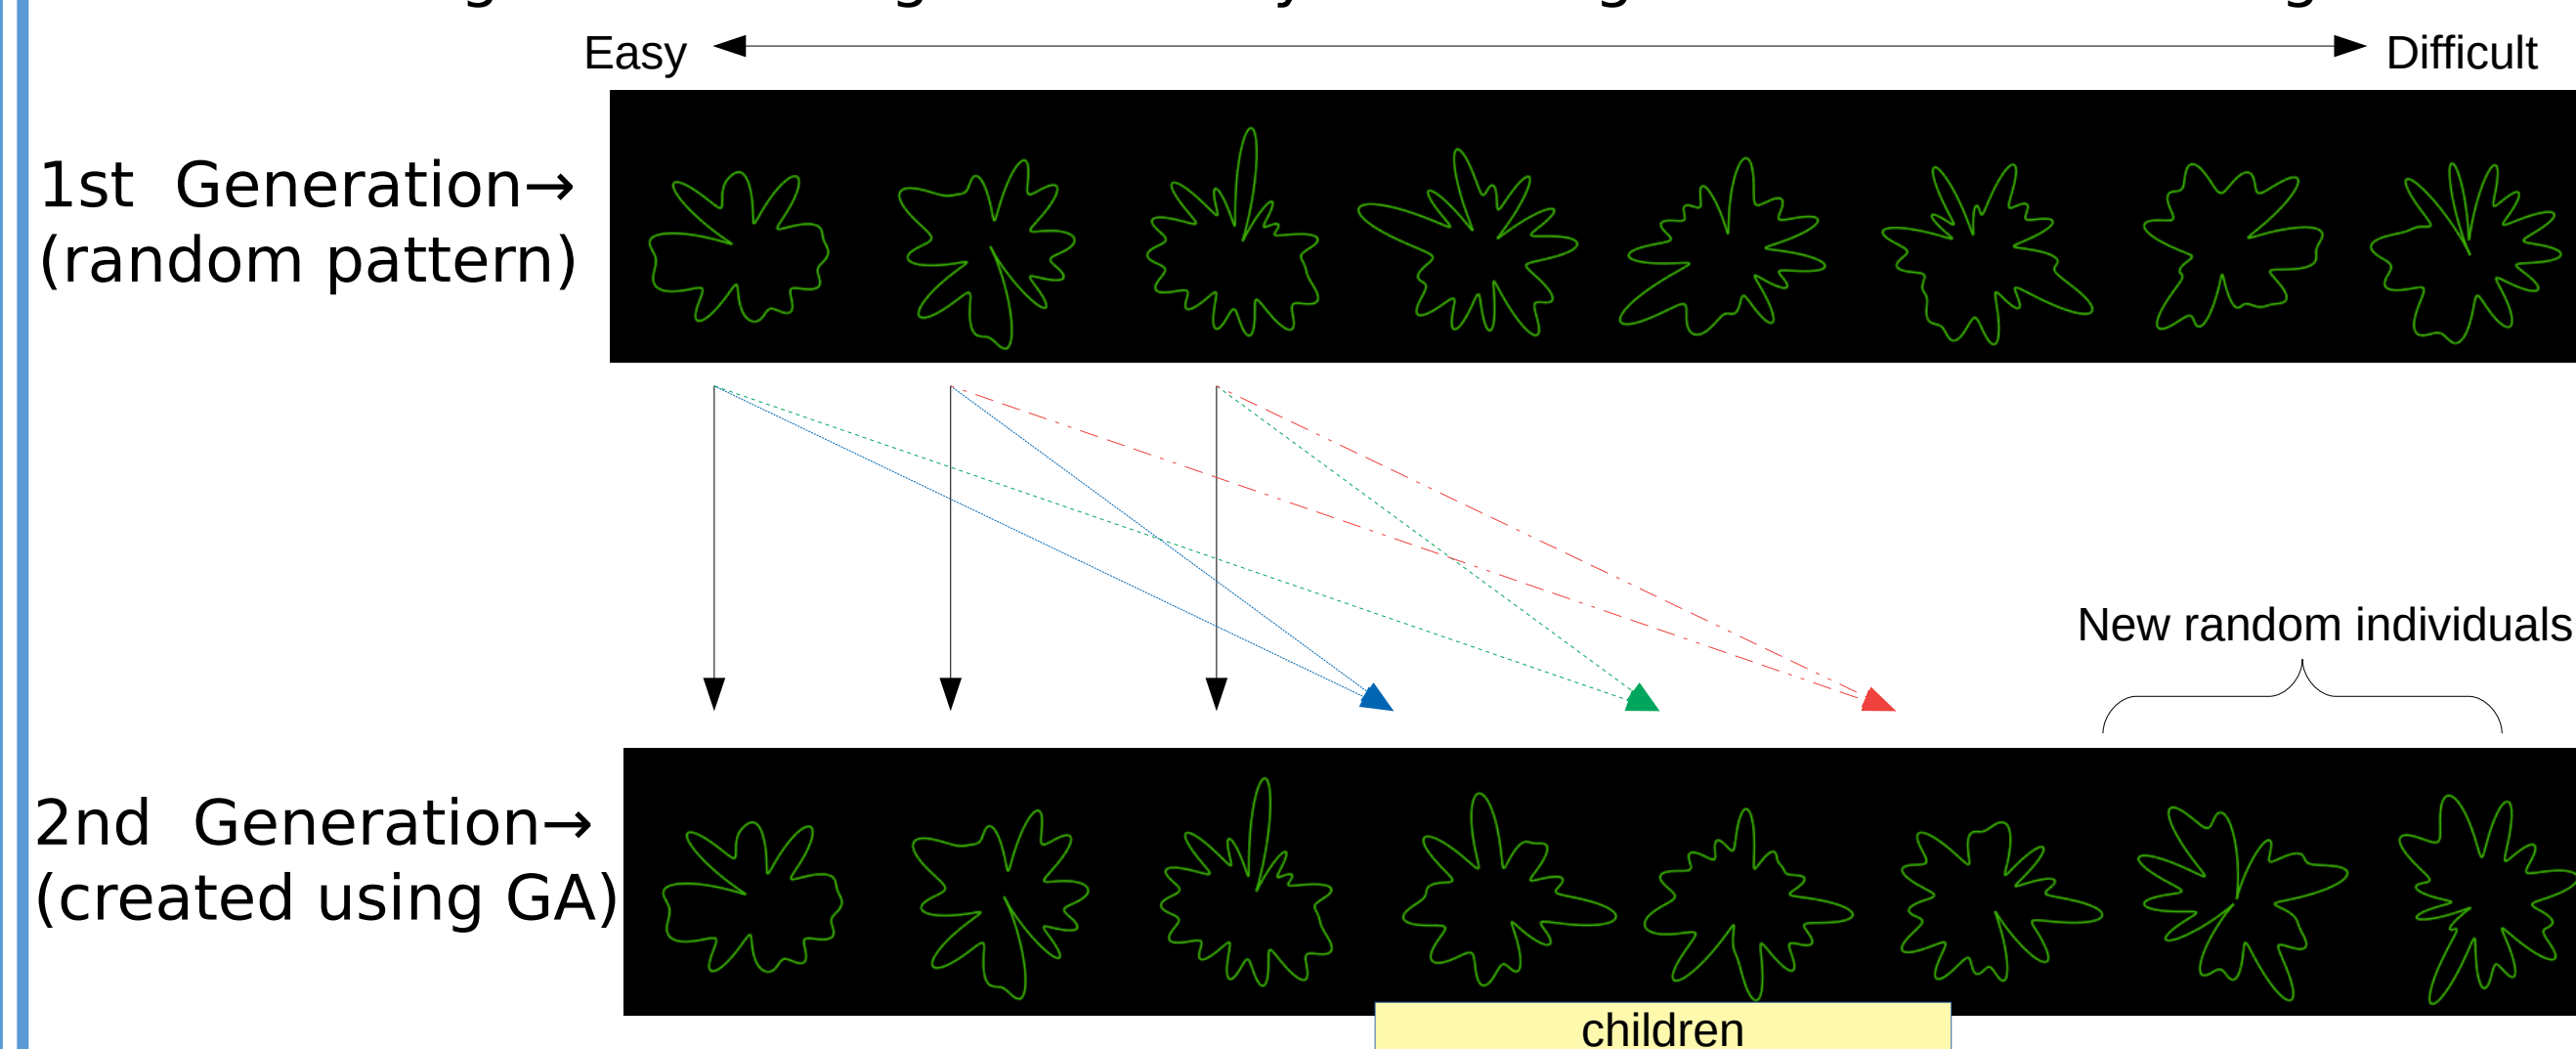 Easy
Difficult
1st Generation→
(random pattern)
New random individuals
2nd Generation→
(created using GA)
children